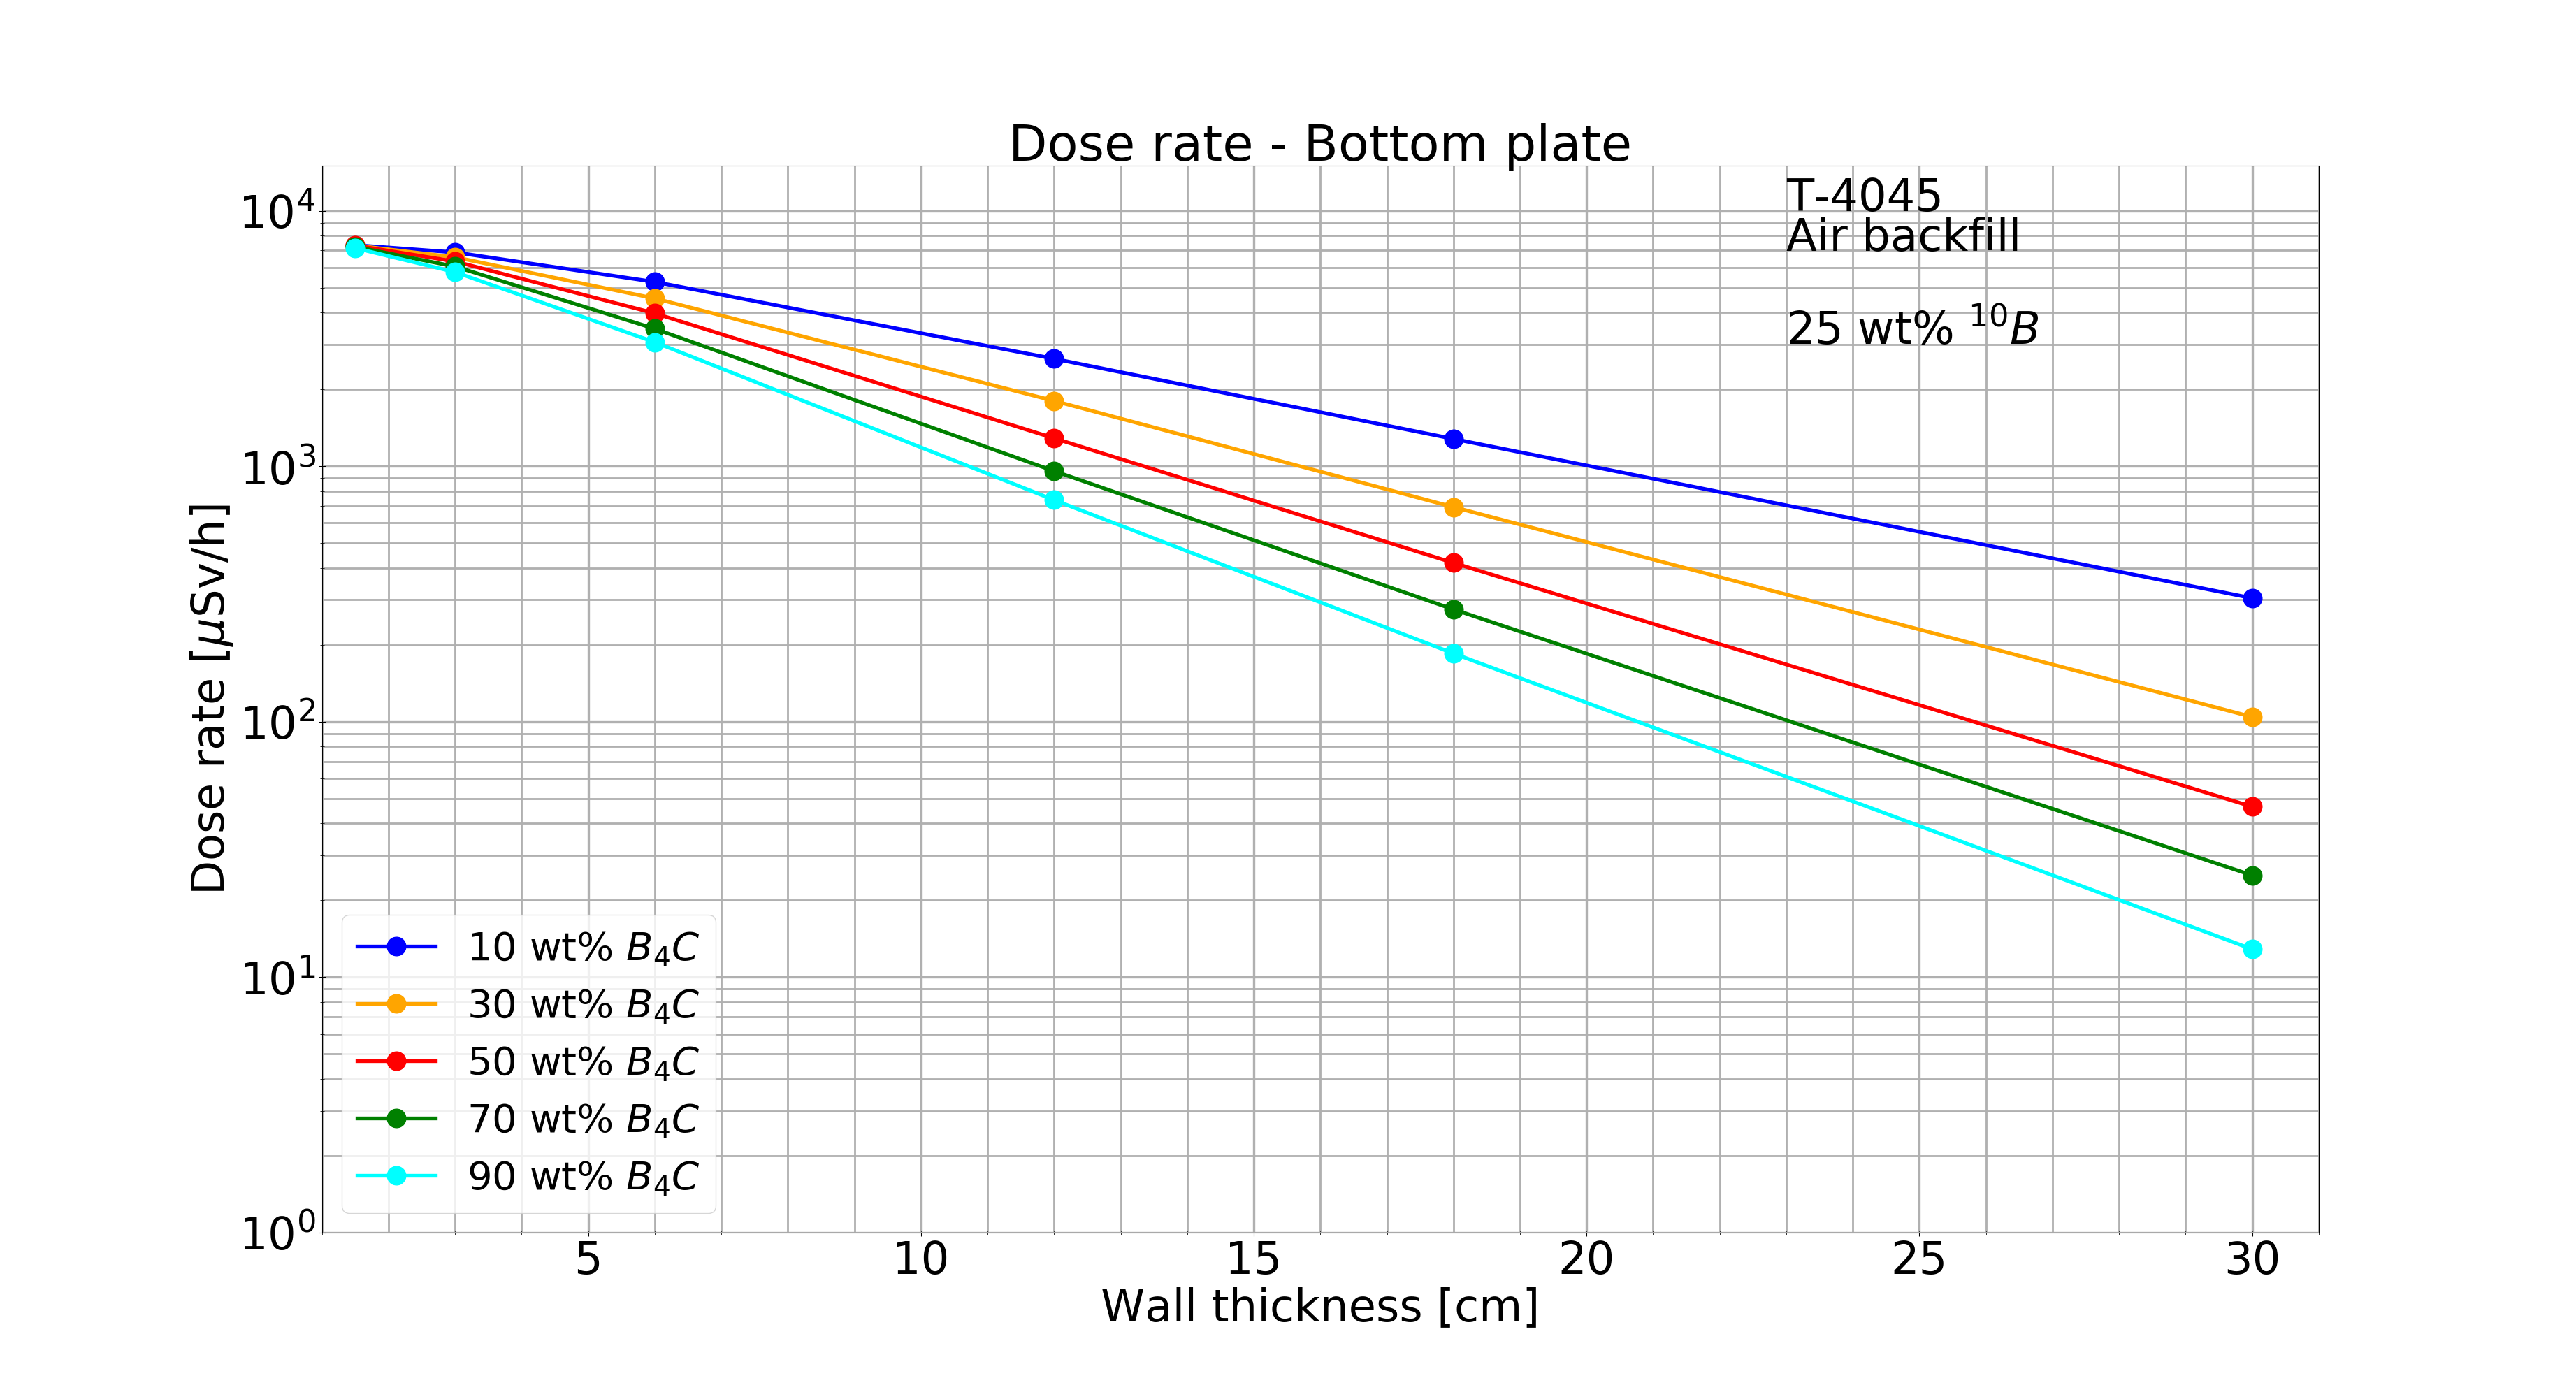 Dose rate - Bottom plate
T-4045
Air backfill
25 wt% ¹⁰B
Dose rate [μSv/h]
10⁴
10³
10²
10¹
10⁰
10 wt% B₄C
30 wt% B₄C
50 wt% B₄C
70 wt% B₄C
90 wt% B₄C
5 10 15 20 25 30
Wall thickness [cm]